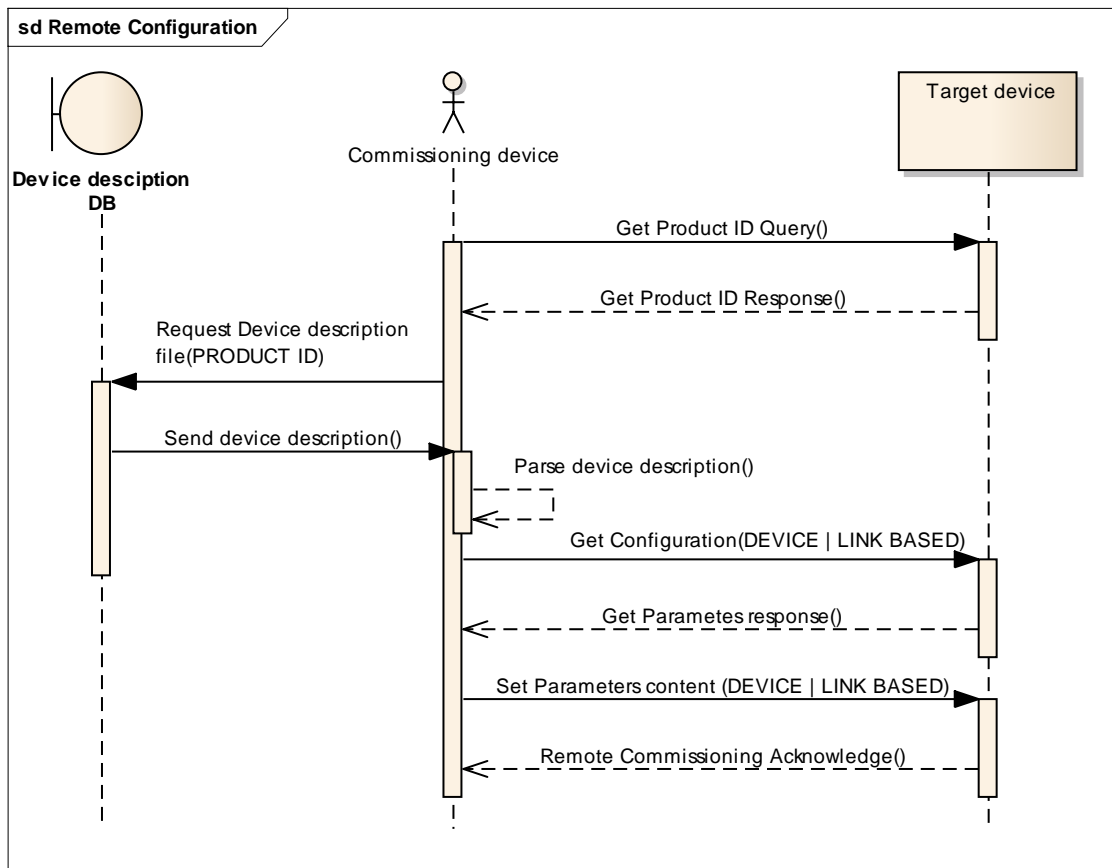 sd Remote Configuration
Device desciption
DB
Commissioning device
Target device
Get Product ID Query()
Get Product ID Response()
Request Device description
file(PRODUCT ID)
Send device description()
Parse device description()
Get Configuration(DEVICE | LINK BASED)
Get Parametes response()
Set Parameters content (DEVICE | LINK BASED)
Remote Commissioning Acknowledge()